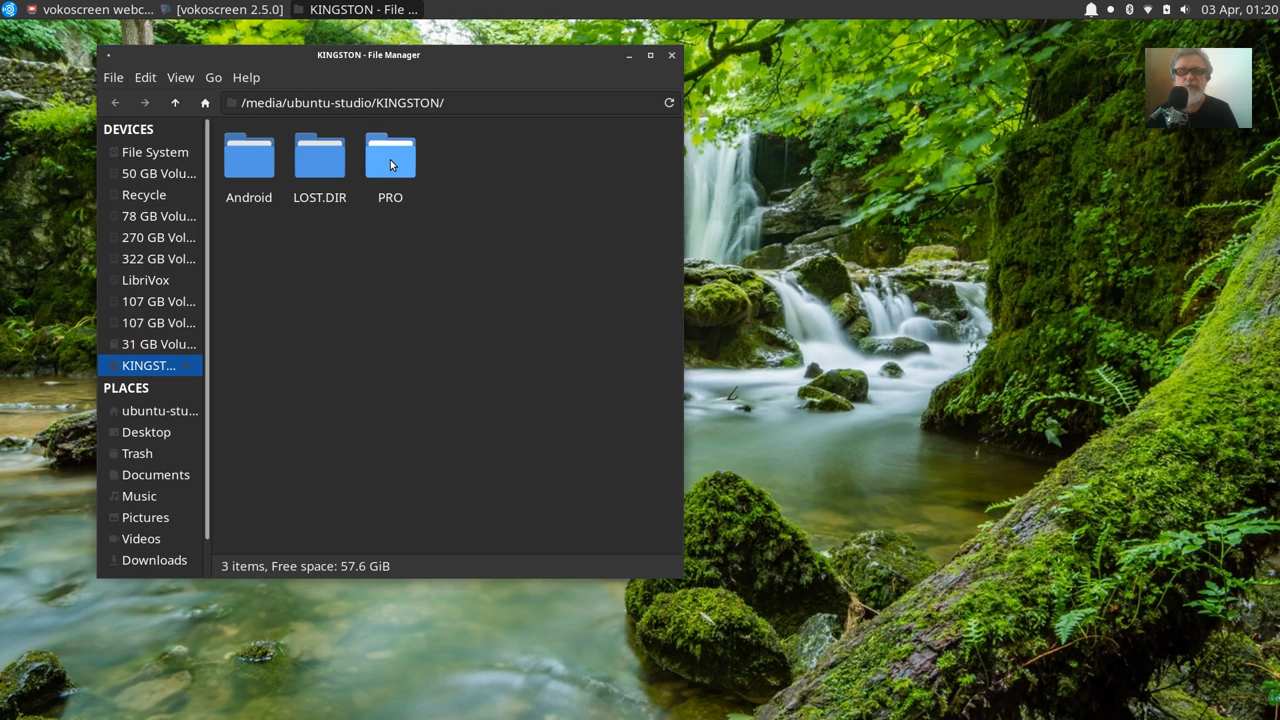 vokoscreen webc...
[vokoscreen 2.5.0]
KINGSTON - File ...
03 Apr, 01:20
KINGSTON - File Manager
File Edit View Go Help
/media/ubuntu-studio/KINGSTON/
DEVICES
File System
50 GB Volu...
Recycle
78 GB Volu...
270 GB Vol...
322 GB Vol...
LibriVox
107 GB Vol...
107 GB Vol...
31 GB Volu...
KINGST...
PLACES
ubuntu-stu...
Desktop
Trash
Documents
Music
Pictures
Videos
Downloads
Android
LOST.DIR
PRO
3 items, Free space: 57.6 GiB